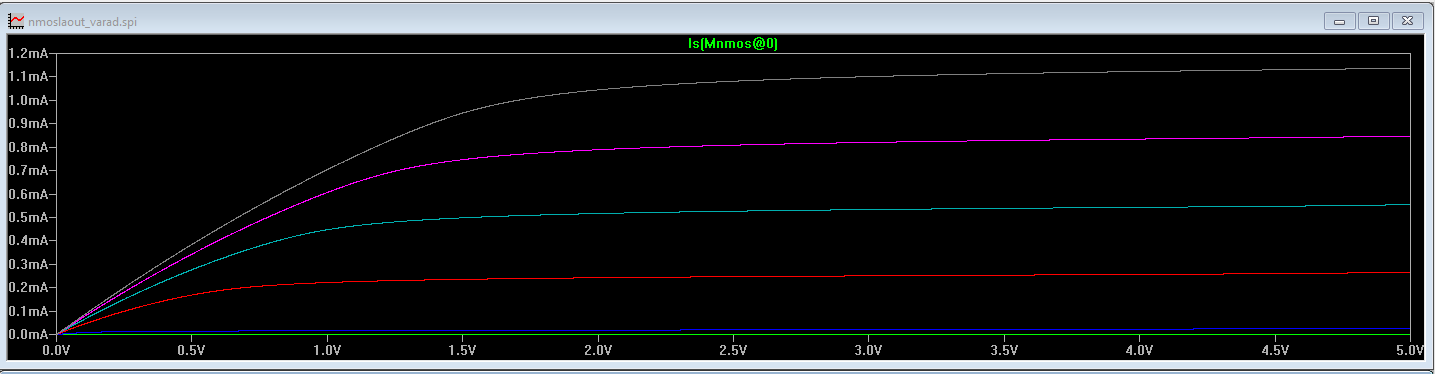 nmoslaout_varad.spi
Is(Mnmos@0)
1.2mA
1.1mA
1.0mA
0.9mA
0.8mA
0.7mA
0.6mA
0.5mA
0.4mA
0.3mA
0.2mA
0.1mA
0.0mA
0.0V 0.5V 1.0V 1.5V 2.0V 2.5V 3.0V 3.5V 4.0V 4.5V 5.0V